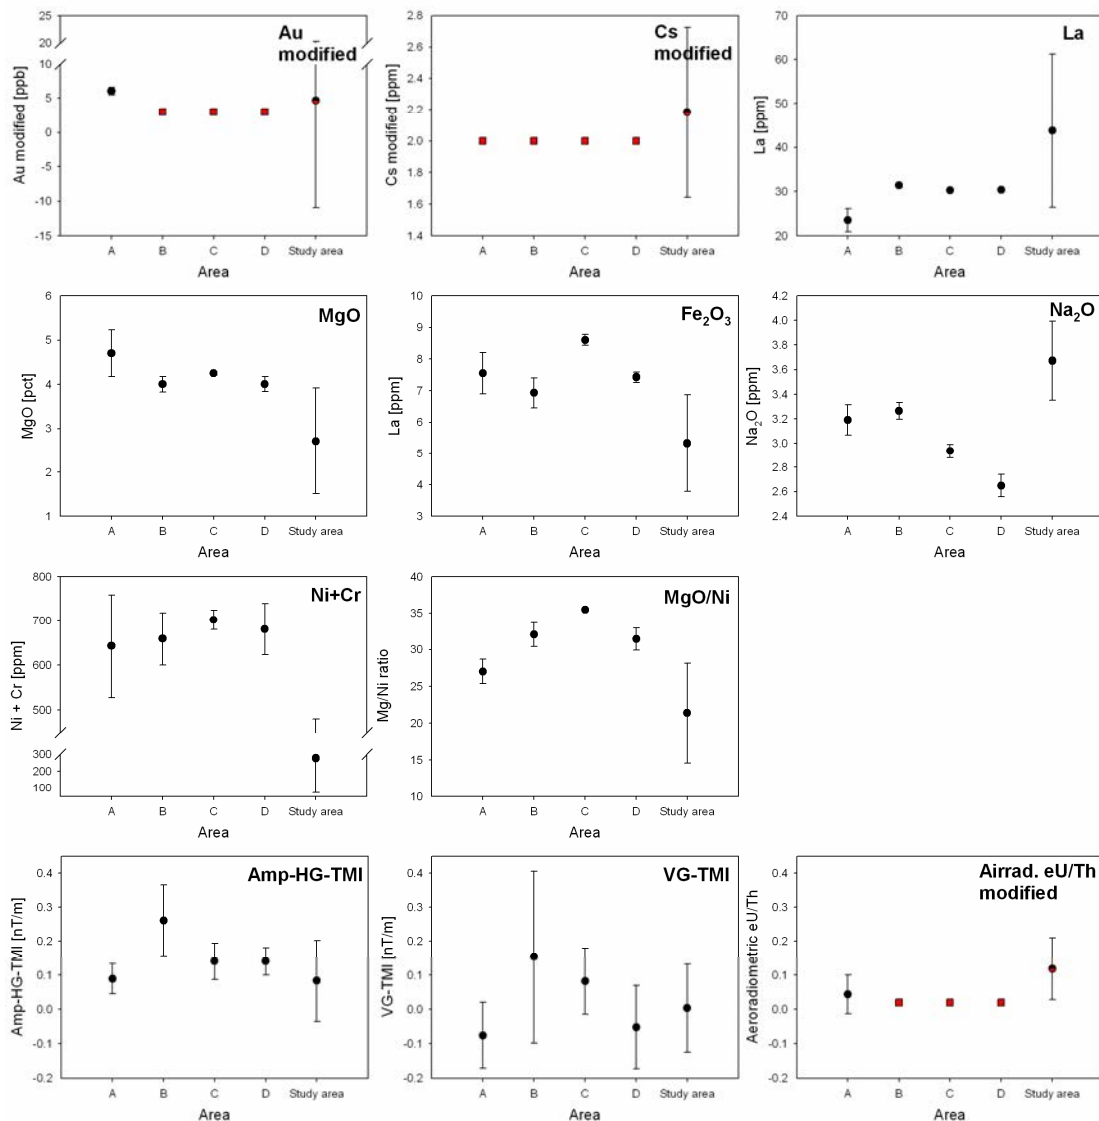 Au
modified
Au modified [ppb]
25
20
10
5
0
-5
-10
-15
A B C D Study area
Area
Cs
modified
Cs modified [ppm]
2.8
2.6
2.4
2.2
2.0
1.8
1.6
1.4
A B C D Study area
Area
La
La [ppm]
70
60
50
40
30
20
A B C D Study area
Area
MgO
MgO [pct]
6
5
4
3
2
1
A B C D Study area
Area
Fe2O3
La [ppm]
10
9
8
7
6
5
4
3
A B C D Study area
Area
Na2O
Na2O [ppm]
4.2
4.0
3.8
3.6
3.4
3.2
3.0
2.8
2.6
2.4
A B C D Study area
Area
Ni+Cr
Ni + Cr [ppm]
800
700
600
500
300
200
100
A B C D Study area
Area
MgO/Ni
Mg/Ni ratio
40
35
30
25
20
15
10
A B C D Study area
Area
Amp-HG-TMI
Amp-HG-TMI [nT/m]
0.4
0.3
0.2
0.1
0.0
-0.1
-0.2
A B C D Study area
Area
VG-TMI
VG-TMI [nT/m]
0.4
0.3
0.2
0.1
0.0
-0.1
-0.2
A B C D Study area
Area
Airrad. eU/Th
modified
Aeroradiometric eU/Th
0.4
0.3
0.2
0.1
0.0
-0.1
-0.2
A B C D Study area
Area